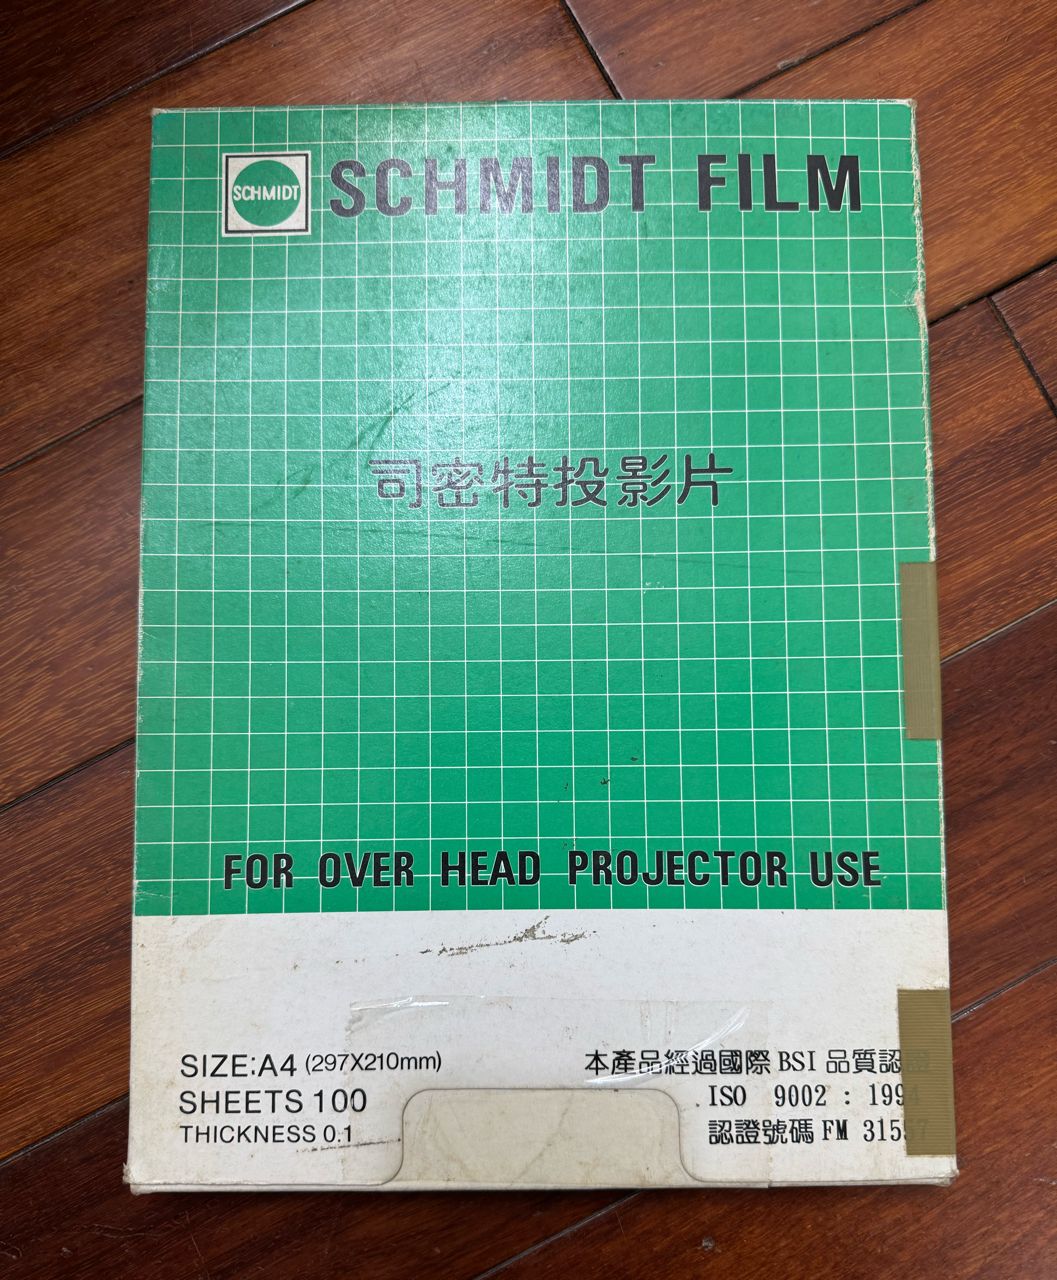 SCHMIDT
SCHMIDT FILM
司密特投影片
FOR OVER HEAD PROJECTOR USE
SIZE:A4 (297X210mm)
SHEETS 100
THICKNESS 0.1
本產品經過國際 BSI 品質認證
ISO 9002 : 1994
認證號碼 FM